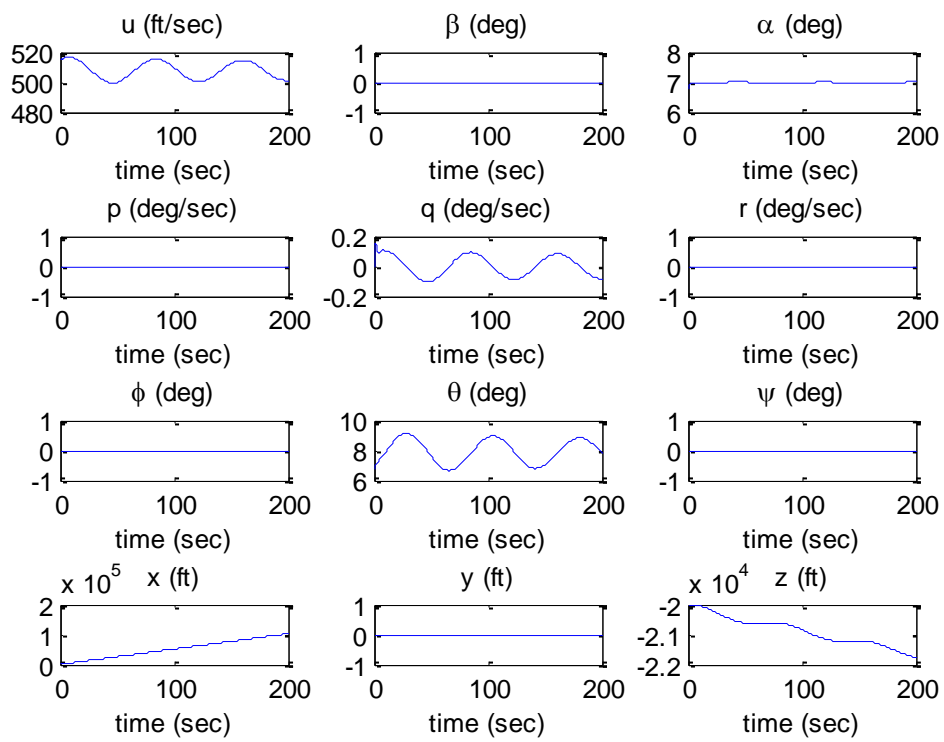 u (ft/sec)
β (deg)
α (deg)
520
500
480
1
0
-1
8
7
6
0 100 200
0 100 200
0 100 200
time (sec)
time (sec)
time (sec)
p (deg/sec)
q (deg/sec)
r (deg/sec)
1
0
-1
0.2
0
-0.2
1
0
-1
0 100 200
0 100 200
0 100 200
time (sec)
time (sec)
time (sec)
ϕ (deg)
θ (deg)
ψ (deg)
1
0
-1
10
8
6
1
0
-1
0 100 200
0 100 200
0 100 200
time (sec)
time (sec)
time (sec)
x 10^5
x (ft)
y (ft)
x 10^4
z (ft)
2
1
0
1
0
-1
-2
-2.1
-2.2
0 100 200
0 100 200
0 100 200
time (sec)
time (sec)
time (sec)